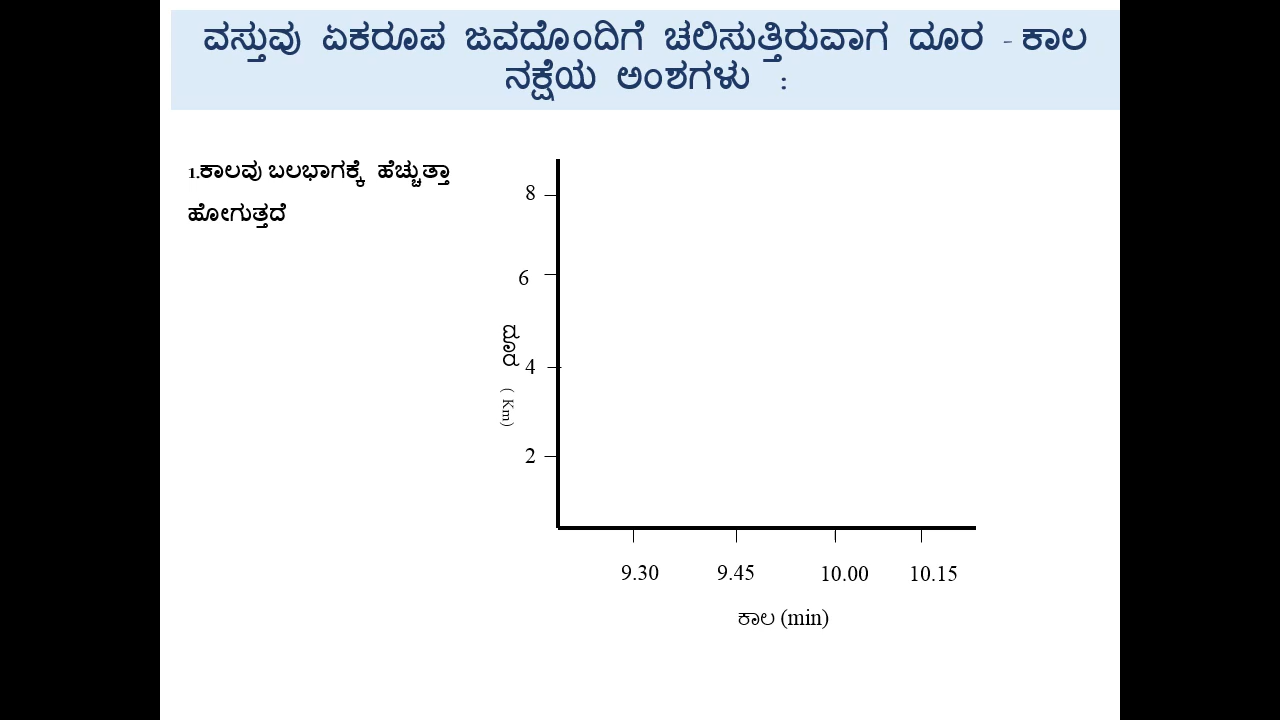 ವಸ್ತುವು ಏಕರೂಪ ಜವದೊಂದಿಗೆ ಚಲಿಸುತ್ತಿರುವಾಗ ದೂರ - ಕಾಲ
ನಕ್ಷೆಯ ಅಂಶಗಳು :
1.ಕಾಲವು ಬಲಭಾಗಕ್ಕೆ ಹೆಚ್ಚುತ್ತಾ
ಹೋಗುತ್ತದೆ
8
6
4
2
ದೂರ ( Km)
9.30 9.45 10.00 10.15
ಕಾಲ (min)